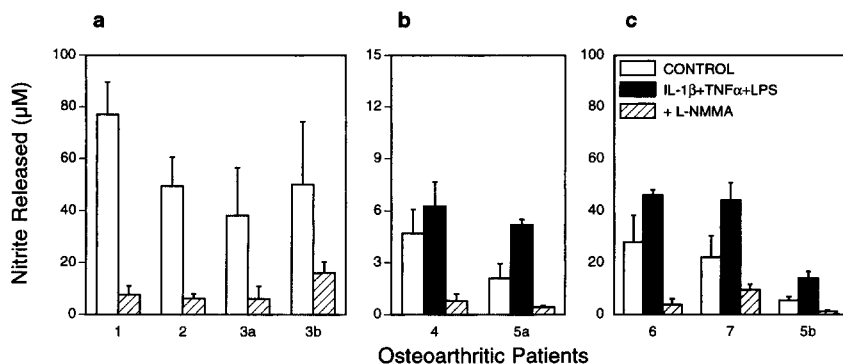 a
b
c
Nitrite Released (μM)
100
80
60
40
20
0
1
2
3a
3b
15
12
9
6
3
0
4
5a
100
80
60
40
20
0
CONTROL
IL-1β+TNFα+LPS
+ L-NMMA
6
7
5b
Osteoarthritic Patients